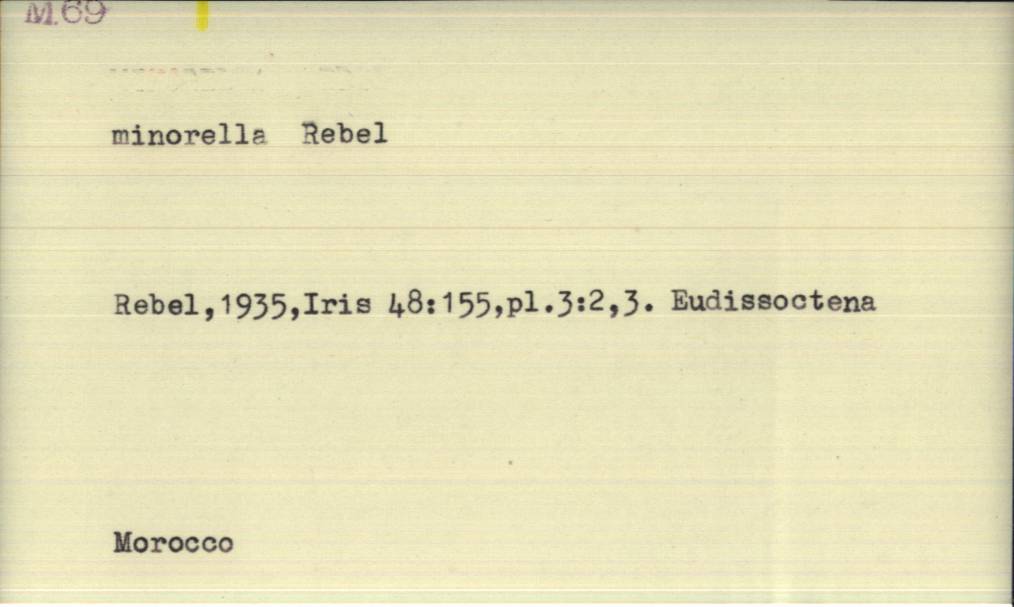 M.69
minorella Rebel
Rebel,1935,Iris 48:155,pl.3:2,3. Eudissoctena
Morocco